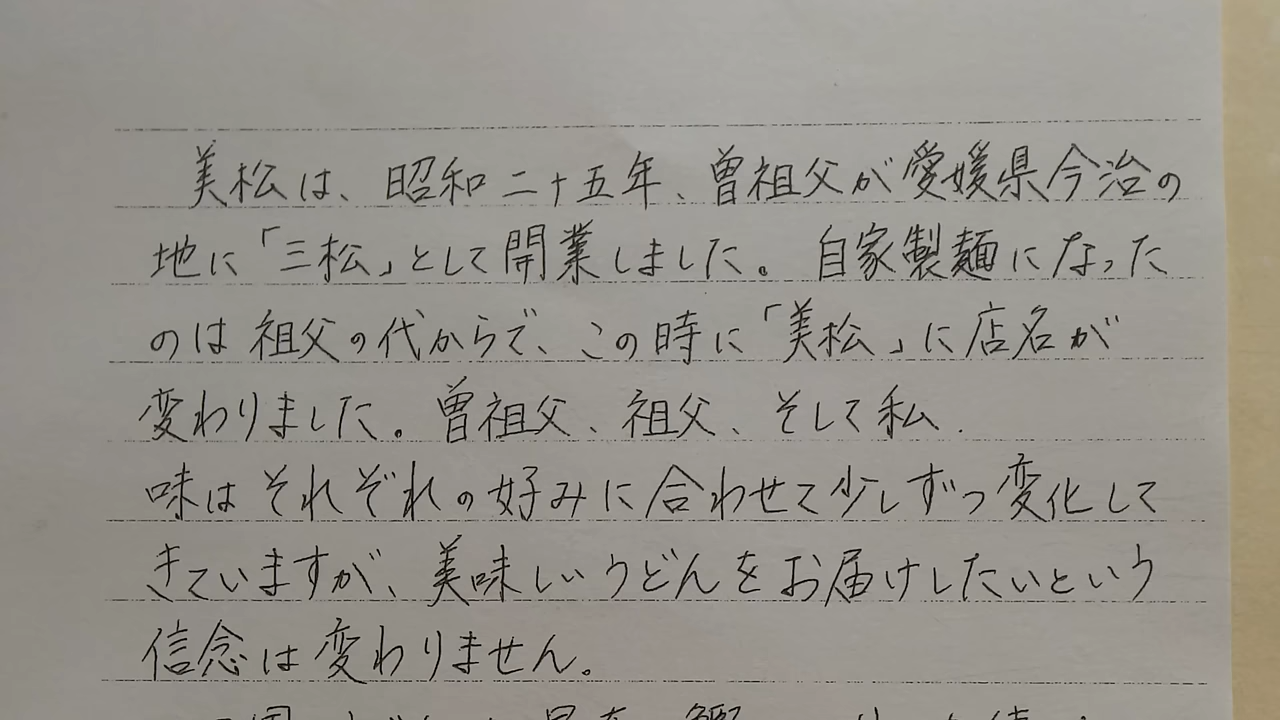 美松は、昭和二十五年、曽祖父が愛媛県今治の
地に「三松」として開業しました。自家製麺になった
のは祖父の代からで、この時に「美松」に店名が
変わりました。曽祖父、祖父、そして私.
味はそれぞれの好みに合わせて少しずつ変化して
きていますが、美味しいうどんをお届けしたいという
信念は変わりません。